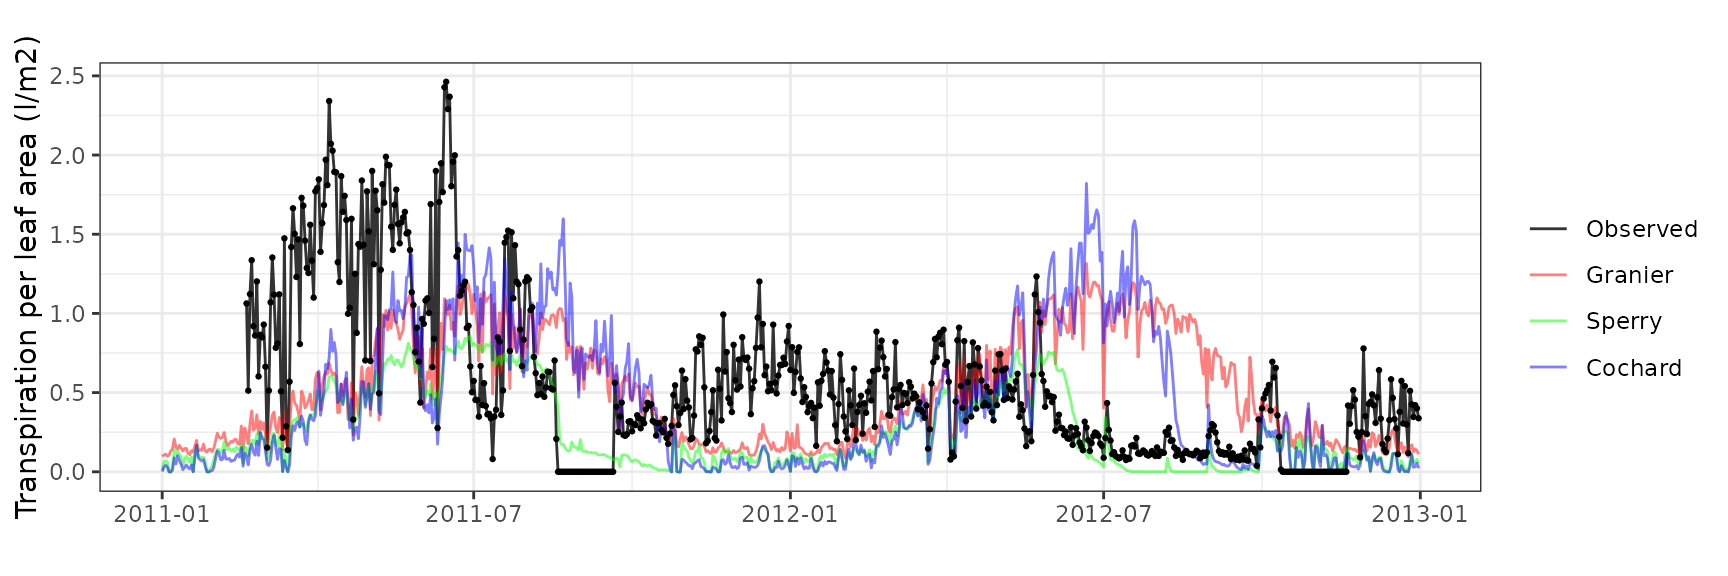 Transpiration per leaf area (l/m2)
2.5
2.0
1.5
1.0
0.5
0.0
2011-01
2011-07
2012-01
2012-07
2013-01
Observed
Granier
Sperry
Cochard